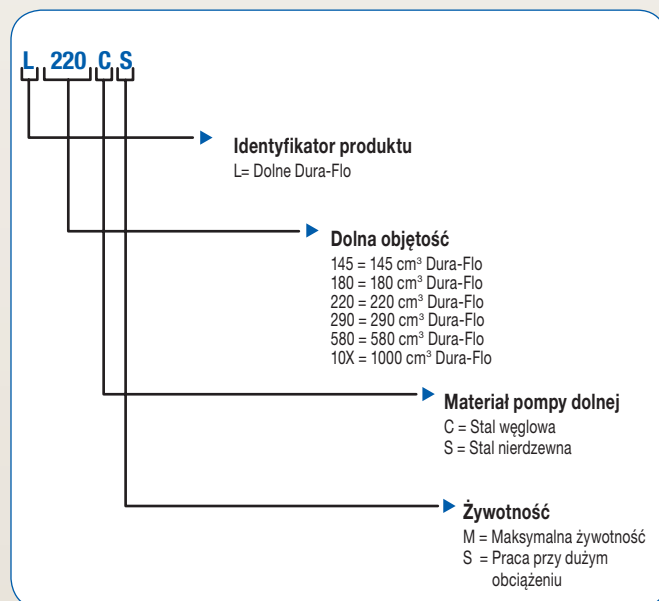 L 220 C S
Identyfikator produktu
L= Dolne Dura-Flo
Dolna objętość
145 = 145 cm³ Dura-Flo
180 = 180 cm³ Dura-Flo
220 = 220 cm³ Dura-Flo
290 = 290 cm³ Dura-Flo
580 = 580 cm³ Dura-Flo
10X = 1000 cm³ Dura-Flo
Materiał pompy dolnej
C = Stal węglowa
S = Stal nierdzewna
Żywotność
M = Maksymalna żywotność
S = Praca przy dużym
obciążeniu